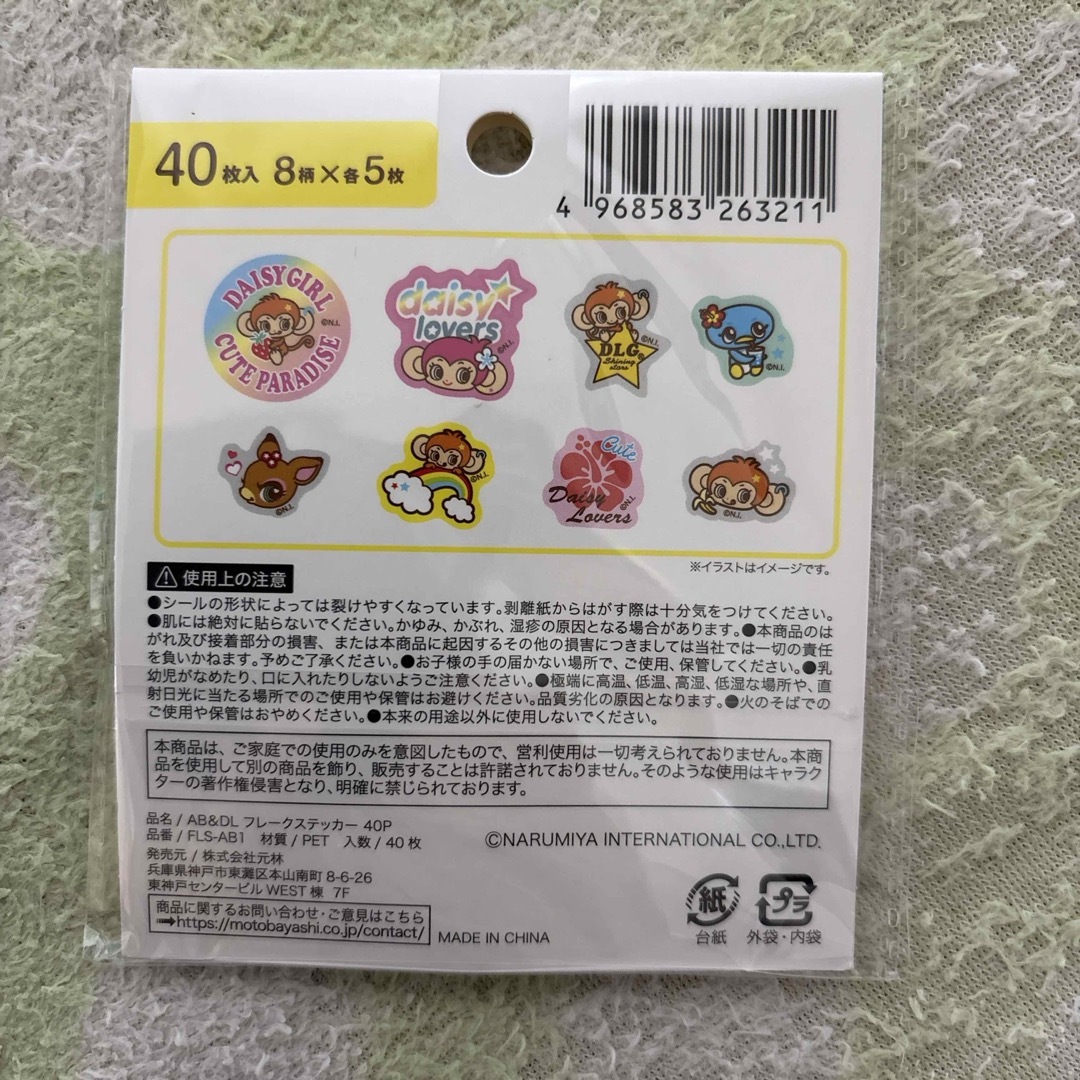 40枚入 8柄×各5枚
4 968583 263211
DAISY GIRL
CUTE PARADISE
©N.I.
daisy
lovers
©N.I.
DLG
Shining
stars
©N.I.
©N.I.
©N.I.
©N.I.
Cute
Daisy
Lovers
©N.I.
©N.I.
※イラストはイメージです。
使用上の注意
●シールの形状によっては裂けやすくなっています。剥離紙からはがす際は十分気をつけてください。
●肌には絶対に貼らないでください。かゆみ、かぶれ、湿疹の原因となる場合があります。●本商品のは
がれ及び接着部分の損害、または本商品に起因するその他の損害につきましては当社では一切の責任
を負いかねます。予めご了承ください。●お子様の手の届かない場所で、ご使用、保管してください。●乳
幼児がなめたり、口に入れたりしないようご注意ください。●極端に高温、低温、高湿、低湿な場所や、直
射日光に当たる場所でのご使用や保管はお避けください。品質劣化の原因となります。●火のそばでの
ご使用や保管はおやめください。●本来の用途以外に使用しないでください。
本商品は、ご家庭での使用のみを意図したもので、営利使用は一切考えられておりません。本商
品を使用して別の商品を飾り、販売することは許諾されておりません。そのような使用はキャラク
ターの著作権侵害となり、明確に禁じられております。
品名 / AB&DL フレークステッカー 40P
品番 / FLS-AB1 材質 / PET 入数 / 40枚
©NARUMIYA INTERNATIONAL CO.,LTD.
発売元 / 株式会社元林
兵庫県神戸市東灘区本山南町8-6-26
東神戸センタービル WEST棟 7F
商品に関するお問い合わせ・ご意見はこちら
➡https://motobayashi.co.jp/contact/
MADE IN CHINA
紙
台紙
プラ
外袋・内袋